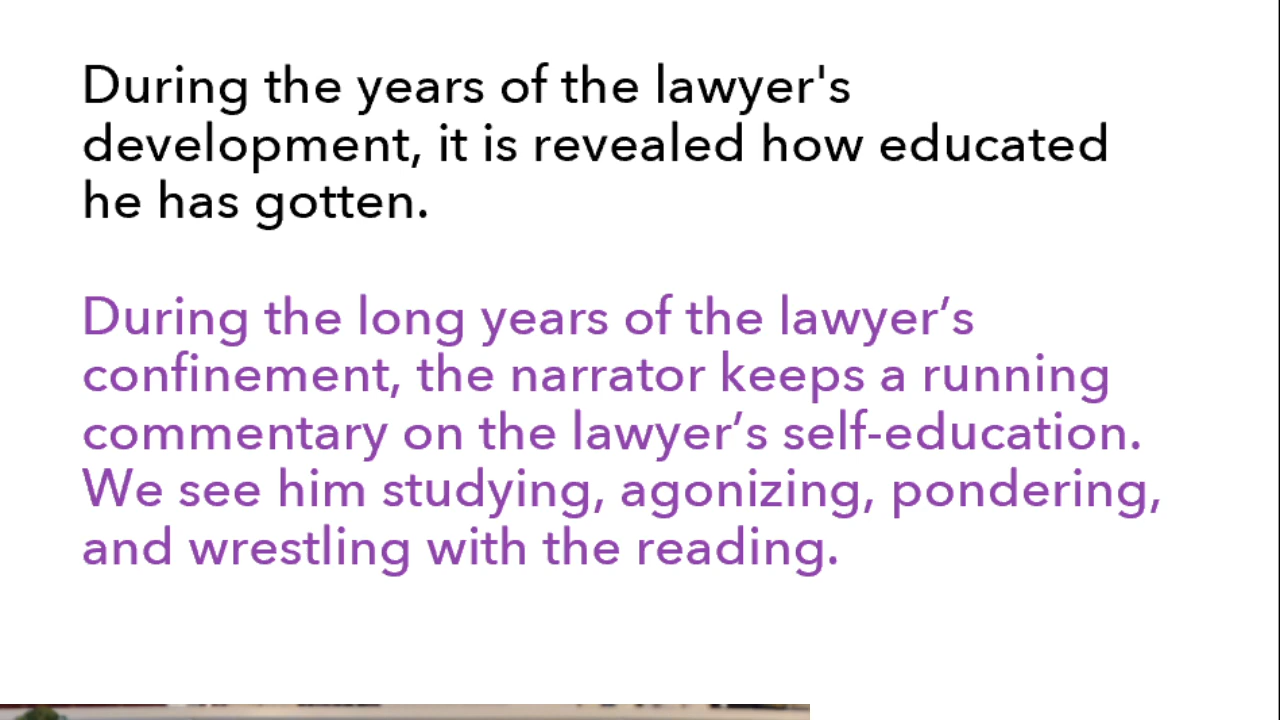 During the years of the lawyer's
development, it is revealed how educated
he has gotten.
During the long years of the lawyer’s
confinement, the narrator keeps a running
commentary on the lawyer’s self-education.
We see him studying, agonizing, pondering,
and wrestling with the reading.